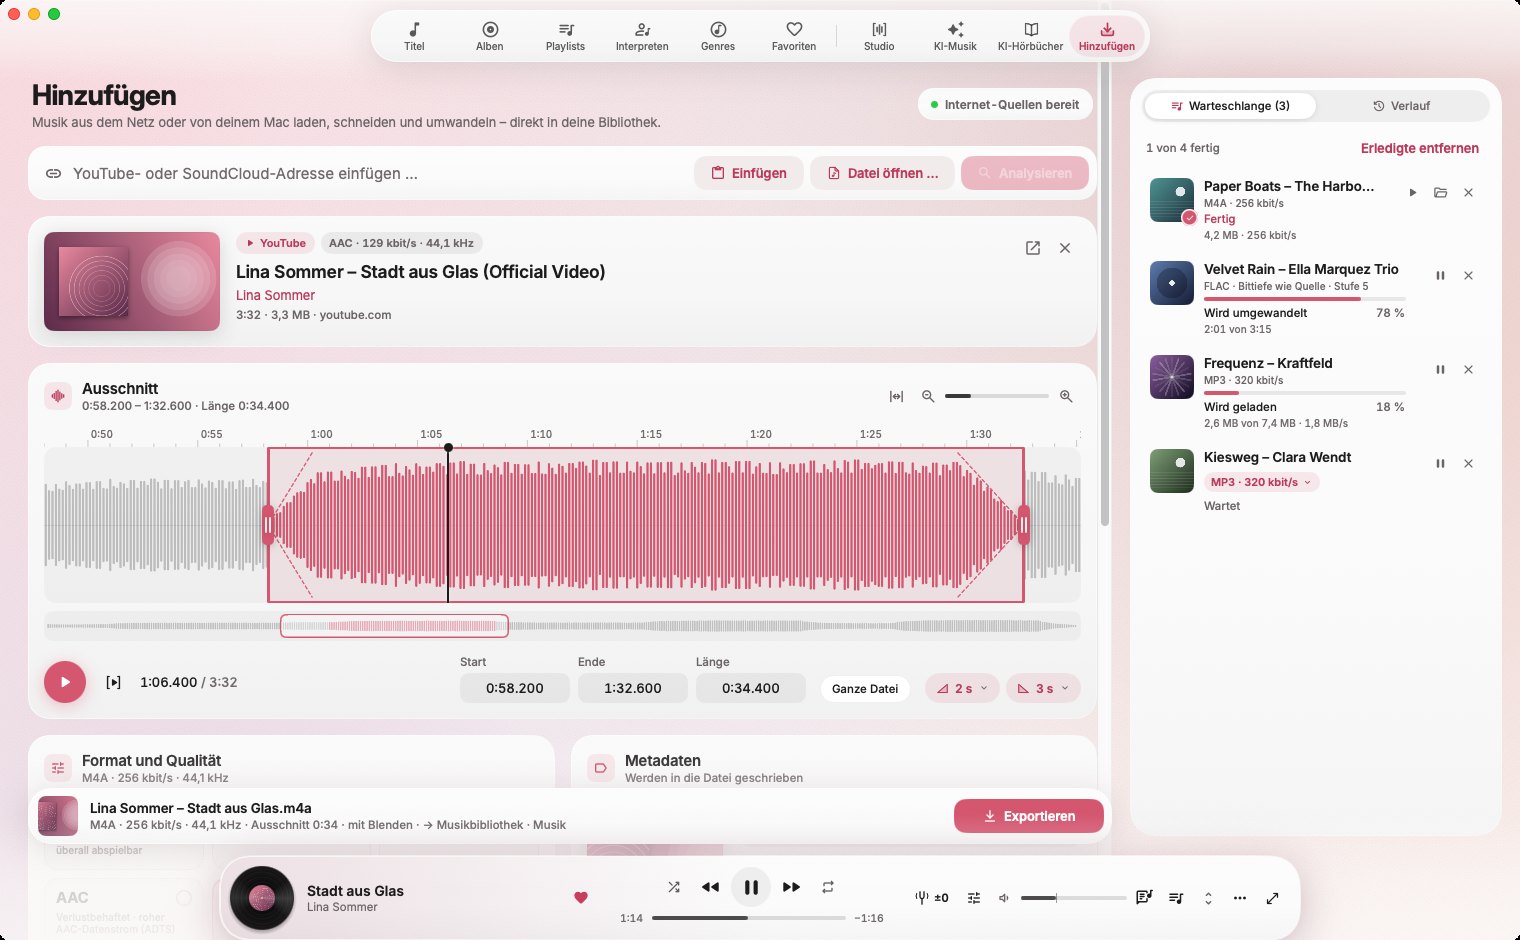 Titel
Alben
Playlists
Interpreten
Genres
Favoriten
Studio
KI-Musik
KI-Hörbücher
Hinzufügen
Hinzufügen
Musik aus dem Netz oder von deinem Mac laden, schneiden und umwandeln – direkt in deine Bibliothek.
Internet-Quellen bereit
YouTube- oder SoundCloud-Adresse einfügen ...
Einfügen
Datei öffnen ...
Analysieren
YouTube
AAC · 129 kbit/s · 44,1 kHz
Lina Sommer – Stadt aus Glas (Official Video)
Lina Sommer
3:32 · 3,3 MB · youtube.com
Ausschnitt
0:58.200 – 1:32.600 · Länge 0:34.400
0:50 0:55 1:00 1:05 1:10 1:15 1:20 1:25 1:30
1:06.400 / 3:32
Start
0:58.200
Ende
1:32.600
Länge
0:34.400
Ganze Datei
2 s
3 s
Format und Qualität
M4A · 256 kbit/s · 44,1 kHz
Metadaten
Werden in die Datei geschrieben
Lina Sommer – Stadt aus Glas.m4a
M4A · 256 kbit/s · 44,1 kHz · Ausschnitt 0:34 · mit Blenden · → Musikbibliothek · Musik
Exportieren
überall abspielbar
AAC
Verlustbehaftet · roher
AAC-Datenstrom (ADTS)
Stadt aus Glas
Lina Sommer
1:14
−1:16
±0
Warteschlange (3)
Verlauf
1 von 4 fertig
Erledigte entfernen
Paper Boats – The Harbo...
M4A · 256 kbit/s
Fertig
4,2 MB · 256 kbit/s
Velvet Rain – Ella Marquez Trio
FLAC · Bittiefe wie Quelle · Stufe 5
Wird umgewandelt
78 %
2:01 von 3:15
Frequenz – Kraftfeld
MP3 · 320 kbit/s
Wird geladen
18 %
2,6 MB von 7,4 MB · 1,8 MB/s
Kiesweg – Clara Wendt
MP3 · 320 kbit/s
Wartet